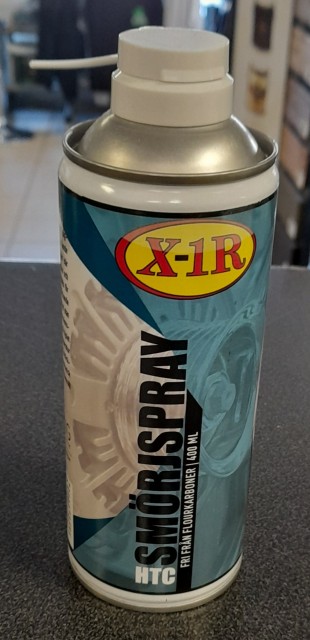 X-1R
SMÖRJSPRAY
HTC
FRI FRÅN FLOURKARBONER | 400 ML